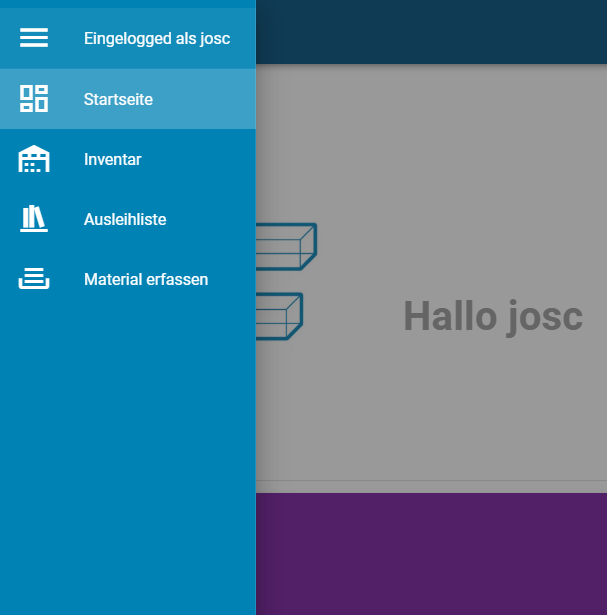 Eingelogged als josc
Startseite
Inventar
Ausleihliste
Material erfassen
Hallo josc